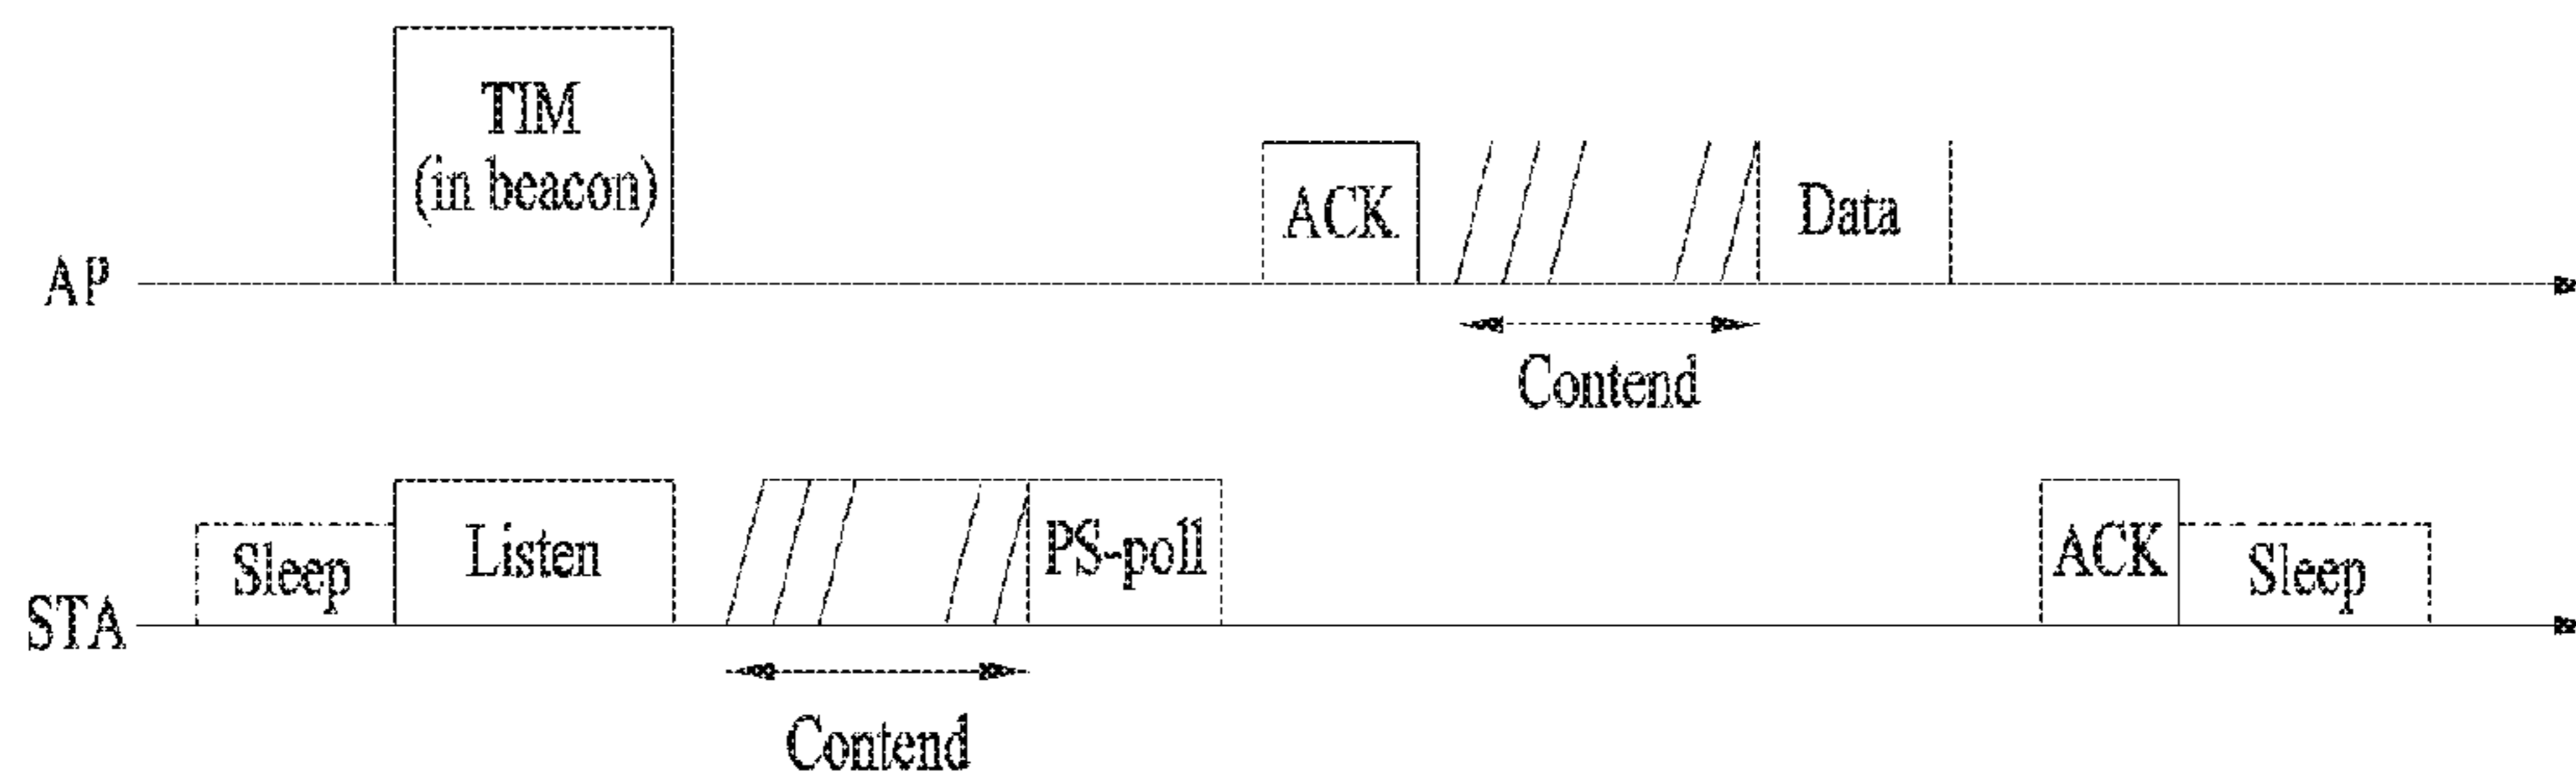 TIM
(in beacon)
ACK
Data
AP
Contend
Sleep
Listen
PS-poll
ACK
Sleep
STA
Contend